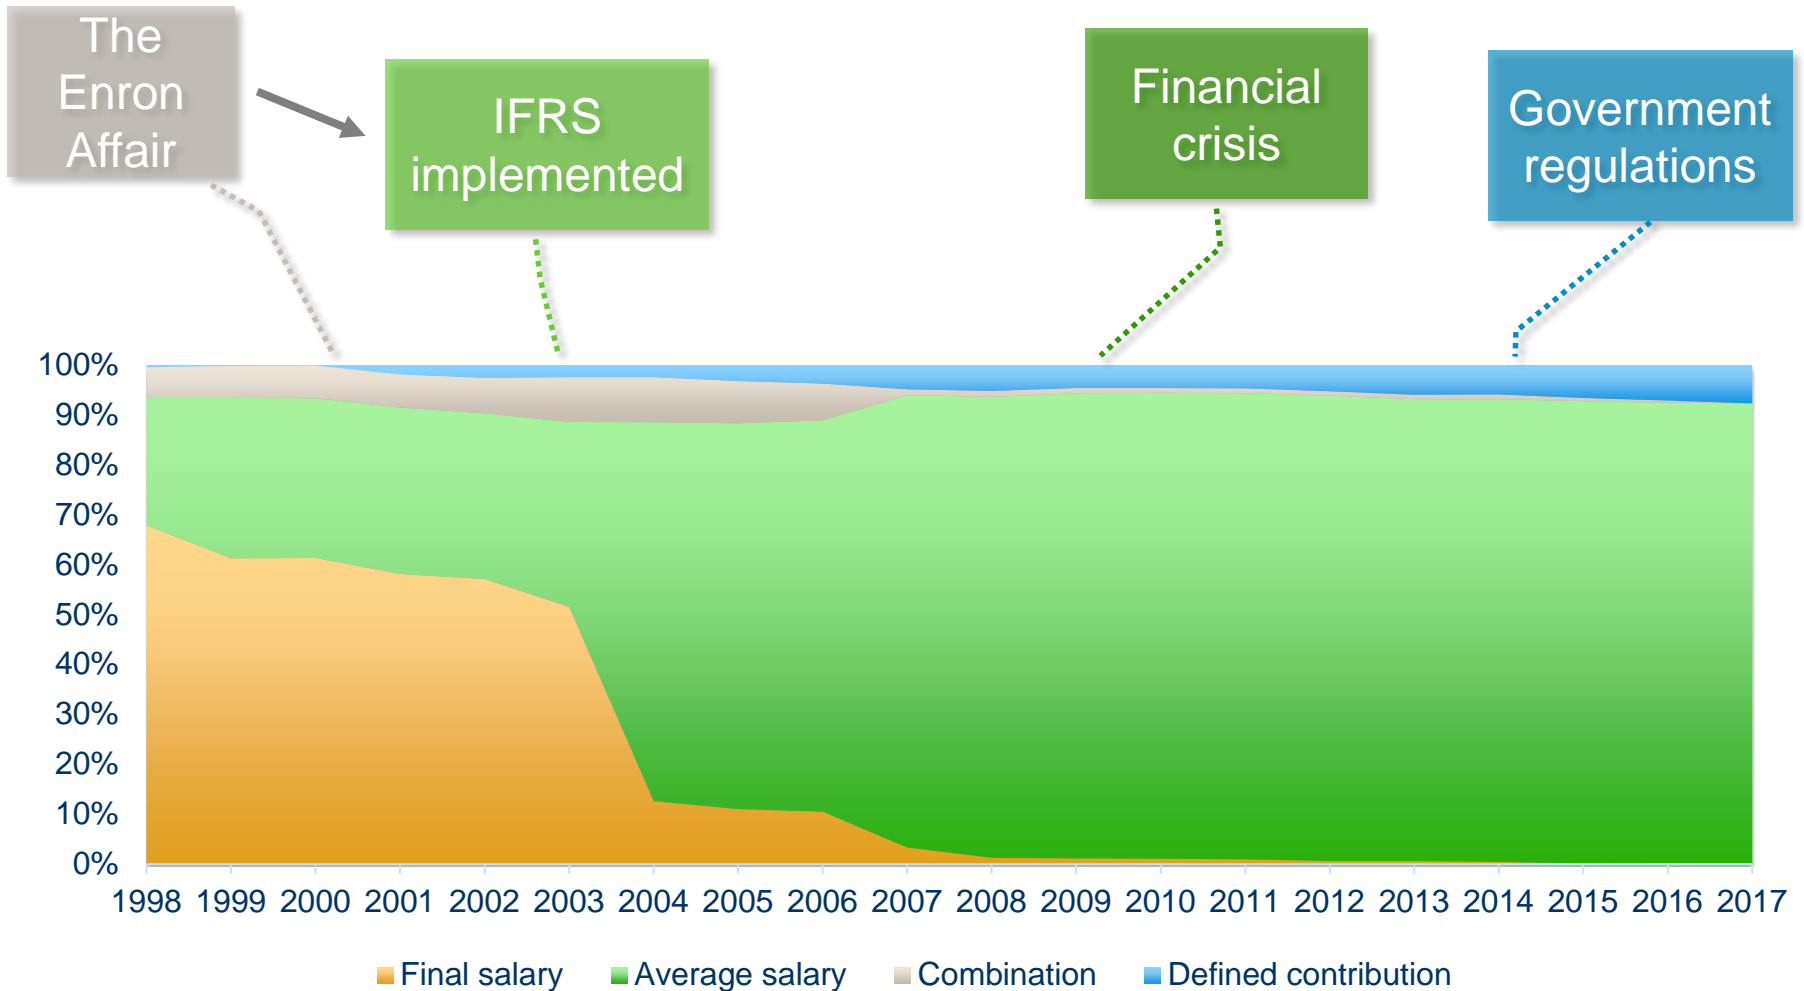 The
Enron
Affair
IFRS
implemented
Financial
crisis
Government
regulations
100%
90%
80%
70%
60%
50%
40%
30%
20%
10%
0%
1998 1999 2000 2001 2002 2003 2004 2005 2006 2007 2008 2009 2010 2011 2012 2013 2014 2015 2016 2017
Final salary Average salary Combination Defined contribution